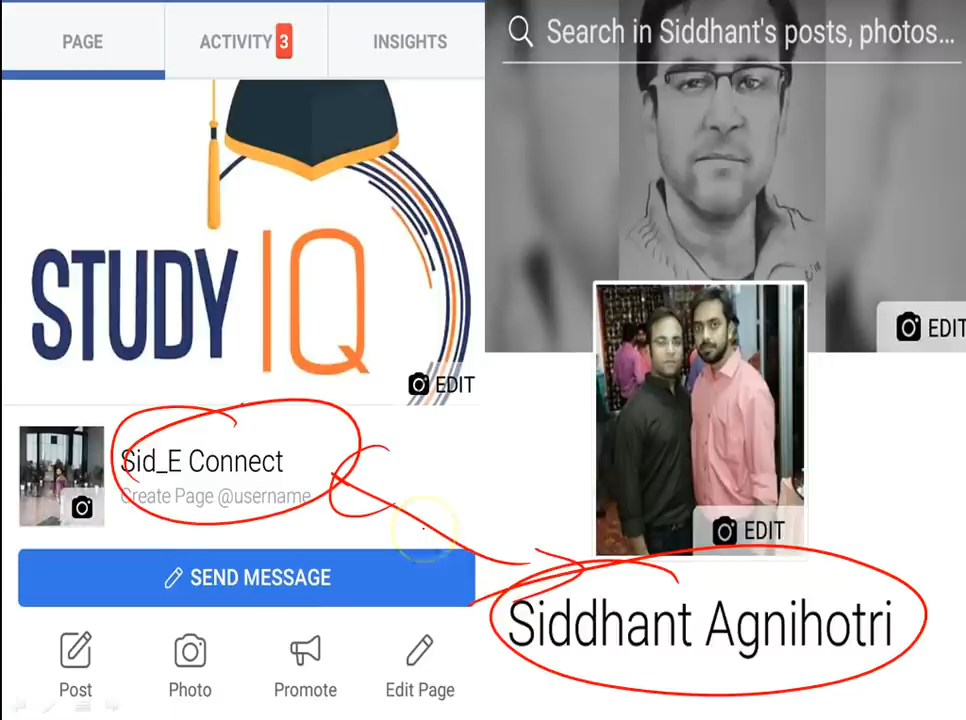 PAGE
ACTIVITY 3
INSIGHTS
STUDY IQ
EDIT
Sid_E Connect
Create Page @username
SEND MESSAGE
Post
Photo
Promote
Edit Page
Search in Siddhant's posts, photos...
EDIT
EDIT
Siddhant Agnihotri